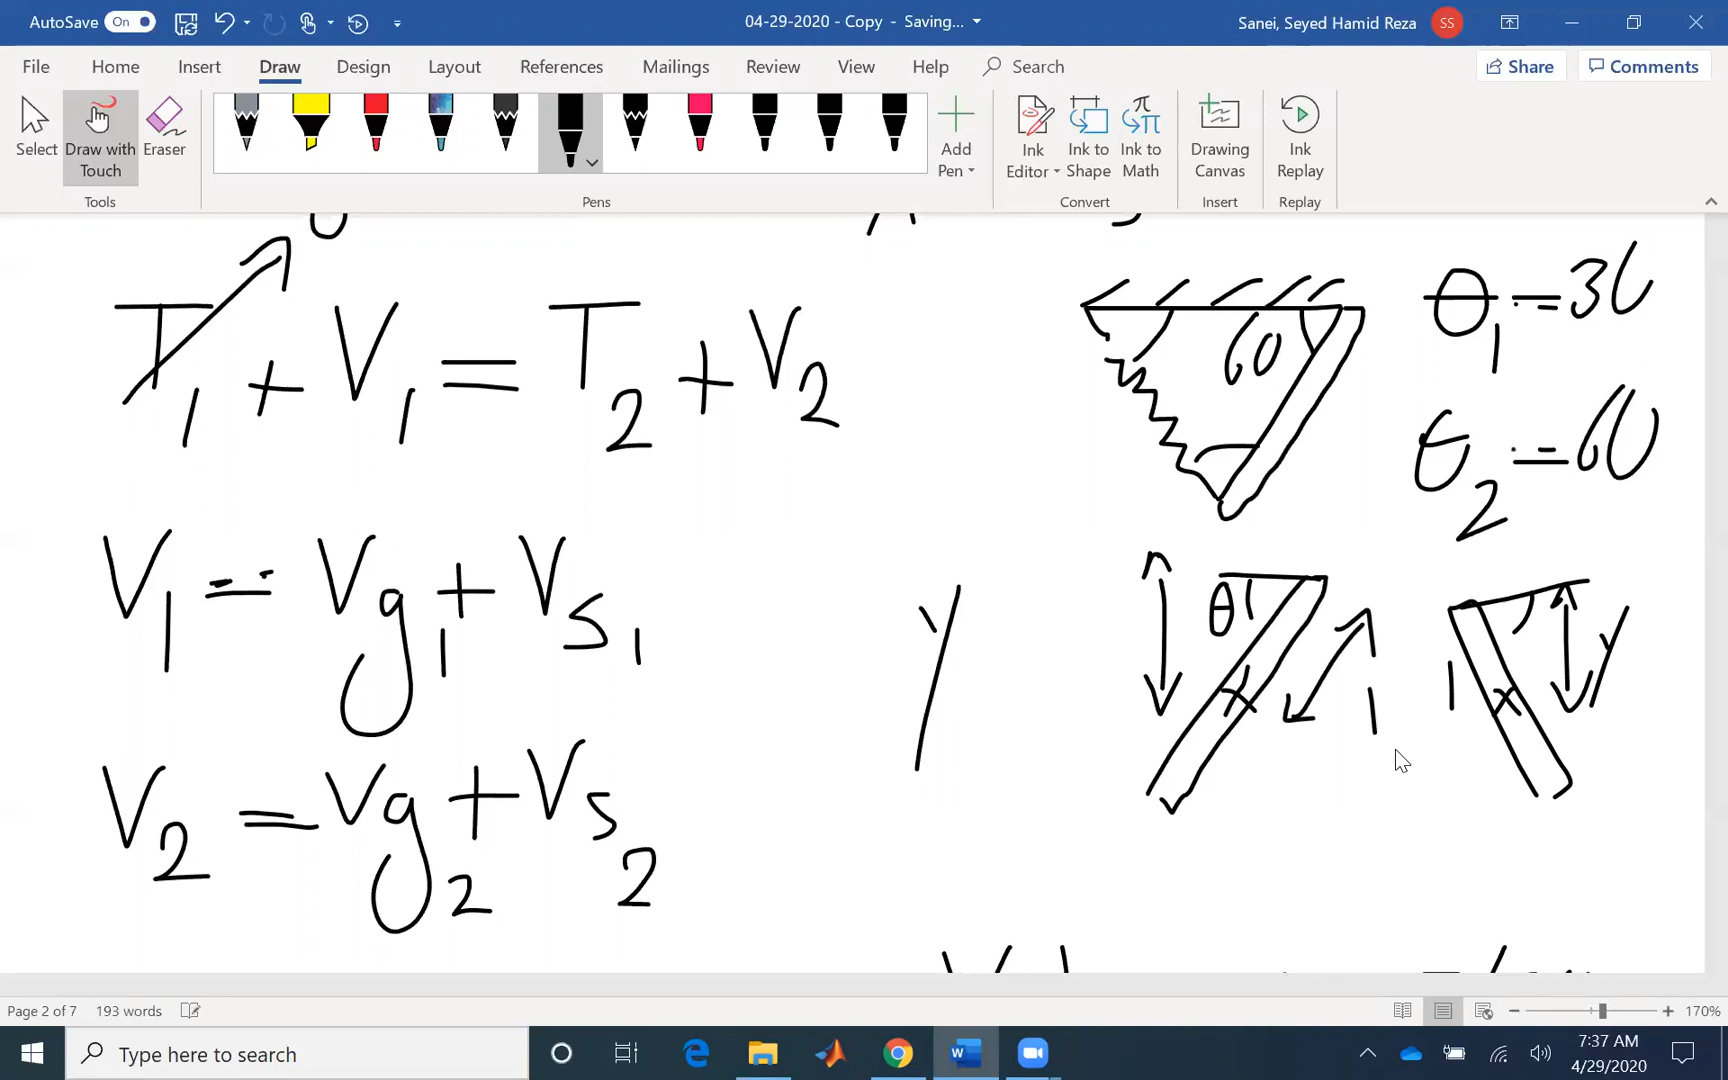 AutoSave On 04-29-2020 - Copy - Saving... Sanei, Seyed Hamid Reza SS
File Home Insert Draw Design Layout References Mailings Review View Help Search Share Comments
Select Draw with Touch Eraser Add Pen Ink Editor Ink to Shape Ink to Math Drawing Canvas Ink Replay
Tools Pens Convert Insert Replay
T1 + V1 = T2 + V2
60
θ1 = 30
θ2 = 60
V1 = Vg1 + Vs1
θ 1
1 y
y
V2 = Vg2 + Vs2
Page 2 of 7 193 words 170%
Type here to search
7:37 AM
4/29/2020